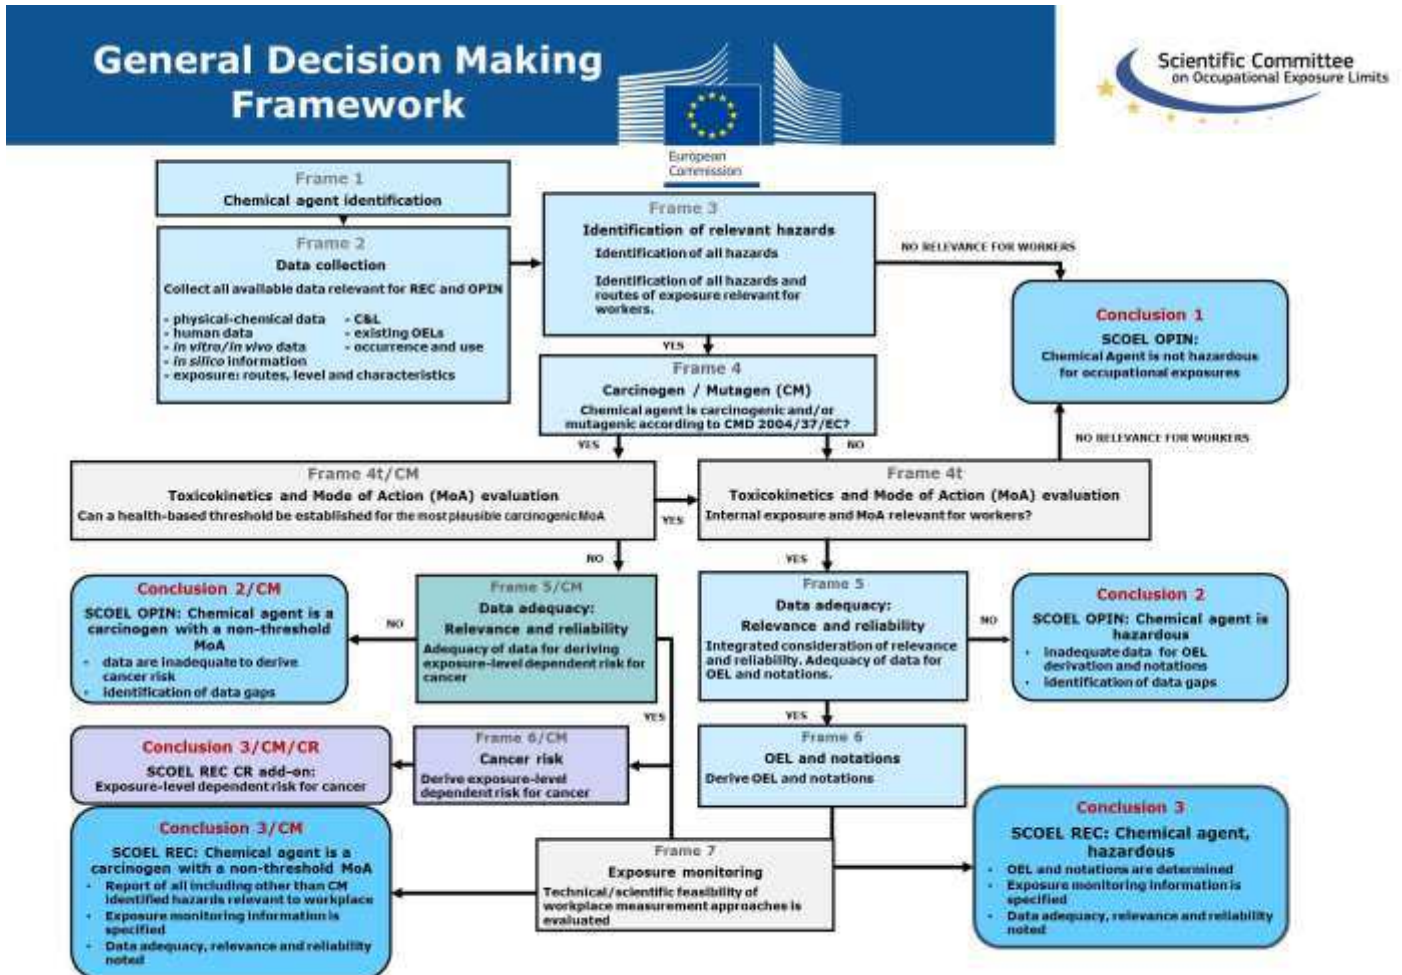 General Decision Making
Framework
European
Commission
Scientific Committee
on Occupational Exposure Limits
Frame 1
Chemical agent identification
Frame 2
Data collection
Collect all available data relevant for REC and OPIN
- physical-chemical data
- human data
- in vitro/in vivo data
- in silico information
- exposure: routes, level and characteristics
- C&L
- existing OELs
- occurrence and use
Frame 3
Identification of relevant hazards
Identification of all hazards
Identification of all hazards and
routes of exposure relevant for
workers.
NO RELEVANCE FOR WORKERS
Conclusion 1
SCOEL OPIN:
Chemical Agent is not hazardous
for occupational exposures
YES
Frame 4
Carcinogen / Mutagen (CM)
Chemical agent is carcinogenic and/or
mutagenic according to CMD 2004/37/EC?
YES
NO
NO RELEVANCE FOR WORKERS
Frame 4t/CM
Toxicokinetics and Mode of Action (MoA) evaluation
Can a health-based threshold be established for the most plausible carcinogenic MoA
YES
Frame 4t
Toxicokinetics and Mode of Action (MoA) evaluation
Internal exposure and MoA relevant for workers?
NO
YES
Conclusion 2/CM
SCOEL OPIN: Chemical agent is a
carcinogen with a non-threshold
MoA
• data are inadequate to derive
cancer risk
• identification of data gaps
NO
Frame 5/CM
Data adequacy:
Relevance and reliability
Adequacy of data for deriving
exposure-level dependent risk for
cancer
Frame 5
Data adequacy:
Relevance and reliability
Integrated consideration of relevance
and reliability. Adequacy of data for
OEL and notations.
NO
Conclusion 2
SCOEL OPIN: Chemical agent is
hazardous
• inadequate data for OEL
derivation and notations
• identification of data gaps
YES
YES
Conclusion 3/CM/CR
SCOEL REC CR add-on:
Exposure-level dependent risk for cancer
Frame 6/CM
Cancer risk
Derive exposure-level
dependent risk for cancer
Frame 6
OEL and notations
Derive OEL and notations
Conclusion 3/CM
SCOEL REC: Chemical agent is a
carcinogen with a non-threshold MoA
• Report of all including other than CM
identified hazards relevant to workplace
• Exposure monitoring information is
specified
• Data adequacy, relevance and reliability
noted
Frame 7
Exposure monitoring
Technical/scientific feasibility of
workplace measurement approaches is
evaluated
Conclusion 3
SCOEL REC: Chemical agent,
hazardous
• OEL and notations are determined
• Exposure monitoring information is
specified
• Data adequacy, relevance and reliability
noted